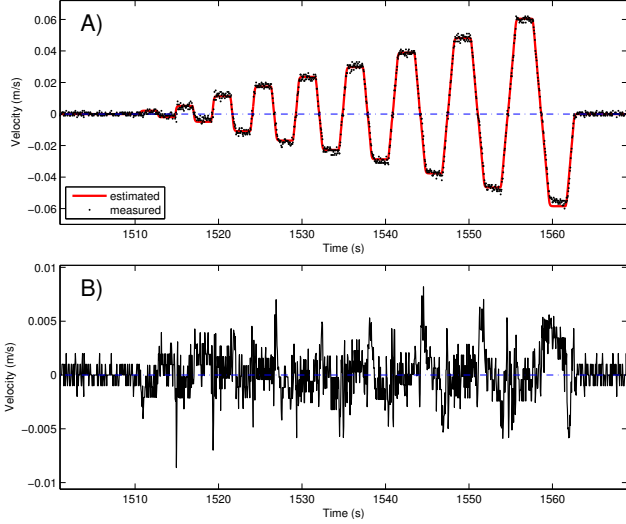 A)
0.06
0.04
0.02
0
−0.02
−0.04
−0.06
Velocity (m/s)
estimated
measured
1510 1520 1530 1540 1550 1560
Time (s)
B)
0.01
0.005
0
−0.005
−0.01
Velocity (m/s)
1510 1520 1530 1540 1550 1560
Time (s)